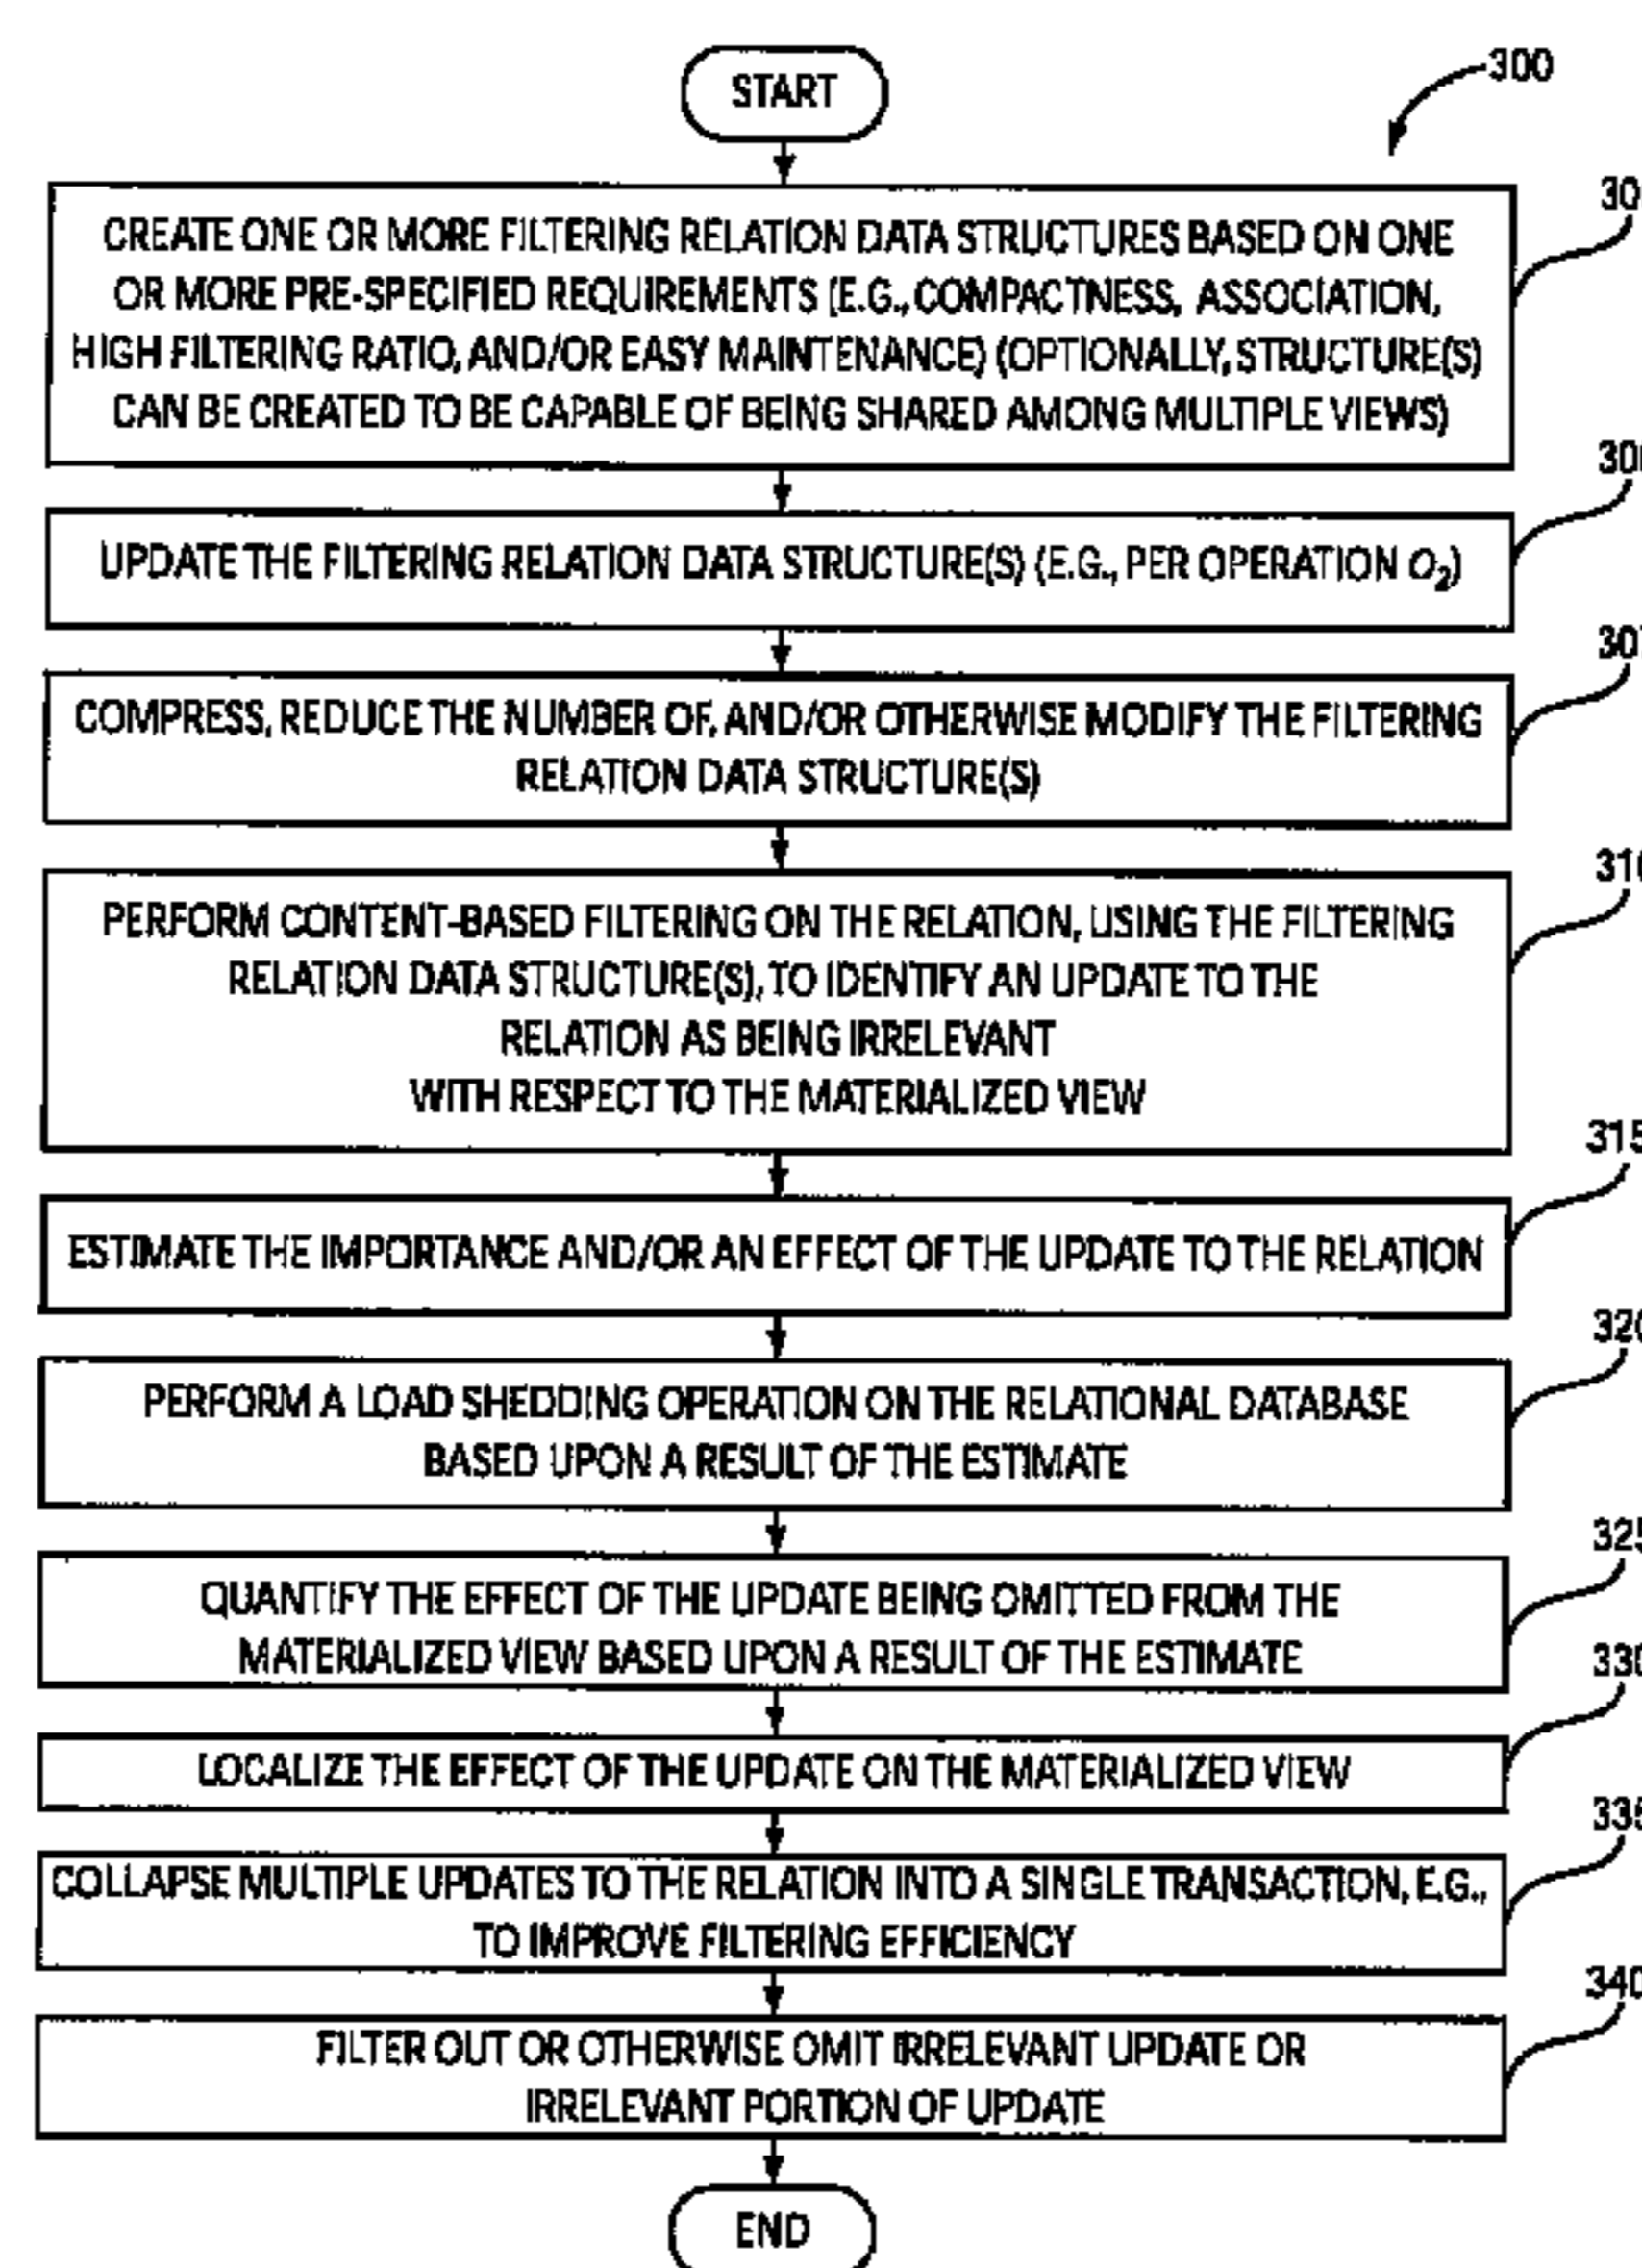 START
300
CREATE ONE OR MORE FILTERING RELATION DATA STRUCTURES BASED ON ONE
OR MORE PRE-SPECIFIED REQUIREMENTS (E.G., COMPACTNESS, ASSOCIATION,
HIGH FILTERING RATIO, AND/OR EASY MAINTENANCE) (OPTIONALLY, STRUCTURE(S)
CAN BE CREATED TO BE CAPABLE OF BEING SHARED AMONG MULTIPLE VIEWS)
UPDATE THE FILTERING RELATION DATA STRUCTURE(S) (E.G., PER OPERATION O2)
307
COMPRESS, REDUCE THE NUMBER OF, AND/OR OTHERWISE MODIFY THE FILTERING
RELATION DATA STRUCTURE(S)
310
PERFORM CONTENT-BASED FILTERING ON THE RELATION, USING THE FILTERING
RELATION DATA STRUCTURE(S), TO IDENTIFY AN UPDATE TO THE
RELATION AS BEING IRRELEVANT
WITH RESPECT TO THE MATERIALIZED VIEW
315
ESTIMATE THE IMPORTANCE AND/OR AN EFFECT OF THE UPDATE TO THE RELATION
320
PERFORM A LOAD SHEDDING OPERATION ON THE RELATIONAL DATABASE
BASED UPON A RESULT OF THE ESTIMATE
325
QUANTIFY THE EFFECT OF THE UPDATE BEING OMITTED FROM THE
MATERIALIZED VIEW BASED UPON A RESULT OF THE ESTIMATE
330
LOCALIZE THE EFFECT OF THE UPDATE ON THE MATERIALIZED VIEW
335
COLLAPSE MULTIPLE UPDATES TO THE RELATION INTO A SINGLE TRANSACTION, E.G.,
TO IMPROVE FILTERING EFFICIENCY
340
FILTER OUT OR OTHERWISE OMIT IRRELEVANT UPDATE OR
IRRELEVANT PORTION OF UPDATE
END